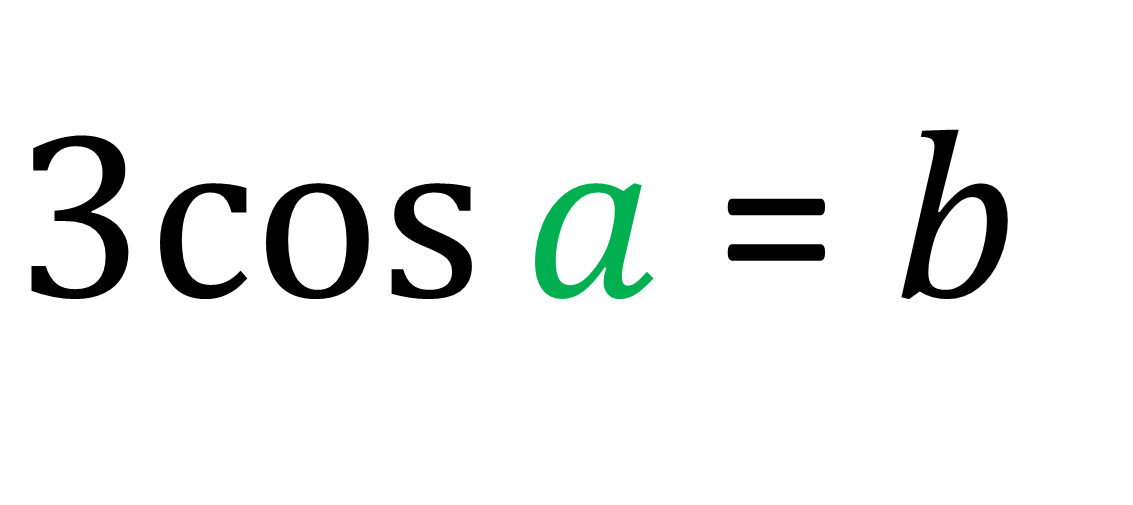 3cos a = b